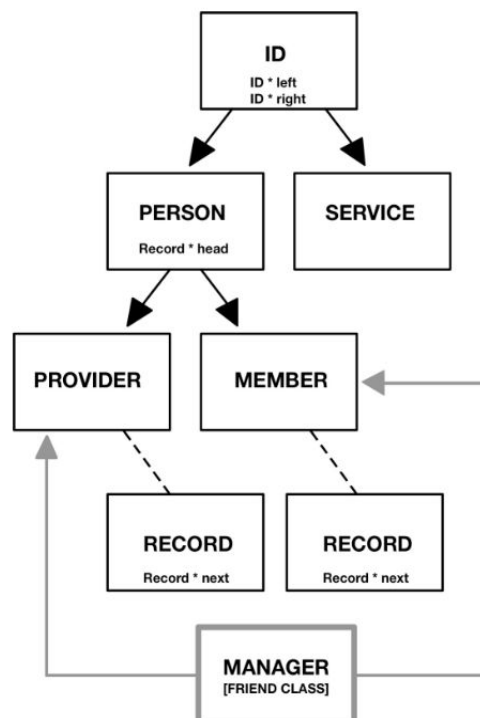 ID
ID * left
ID * right
PERSON
Record * head
SERVICE
PROVIDER
MEMBER
RECORD
Record * next
RECORD
Record * next
MANAGER
[FRIEND CLASS]